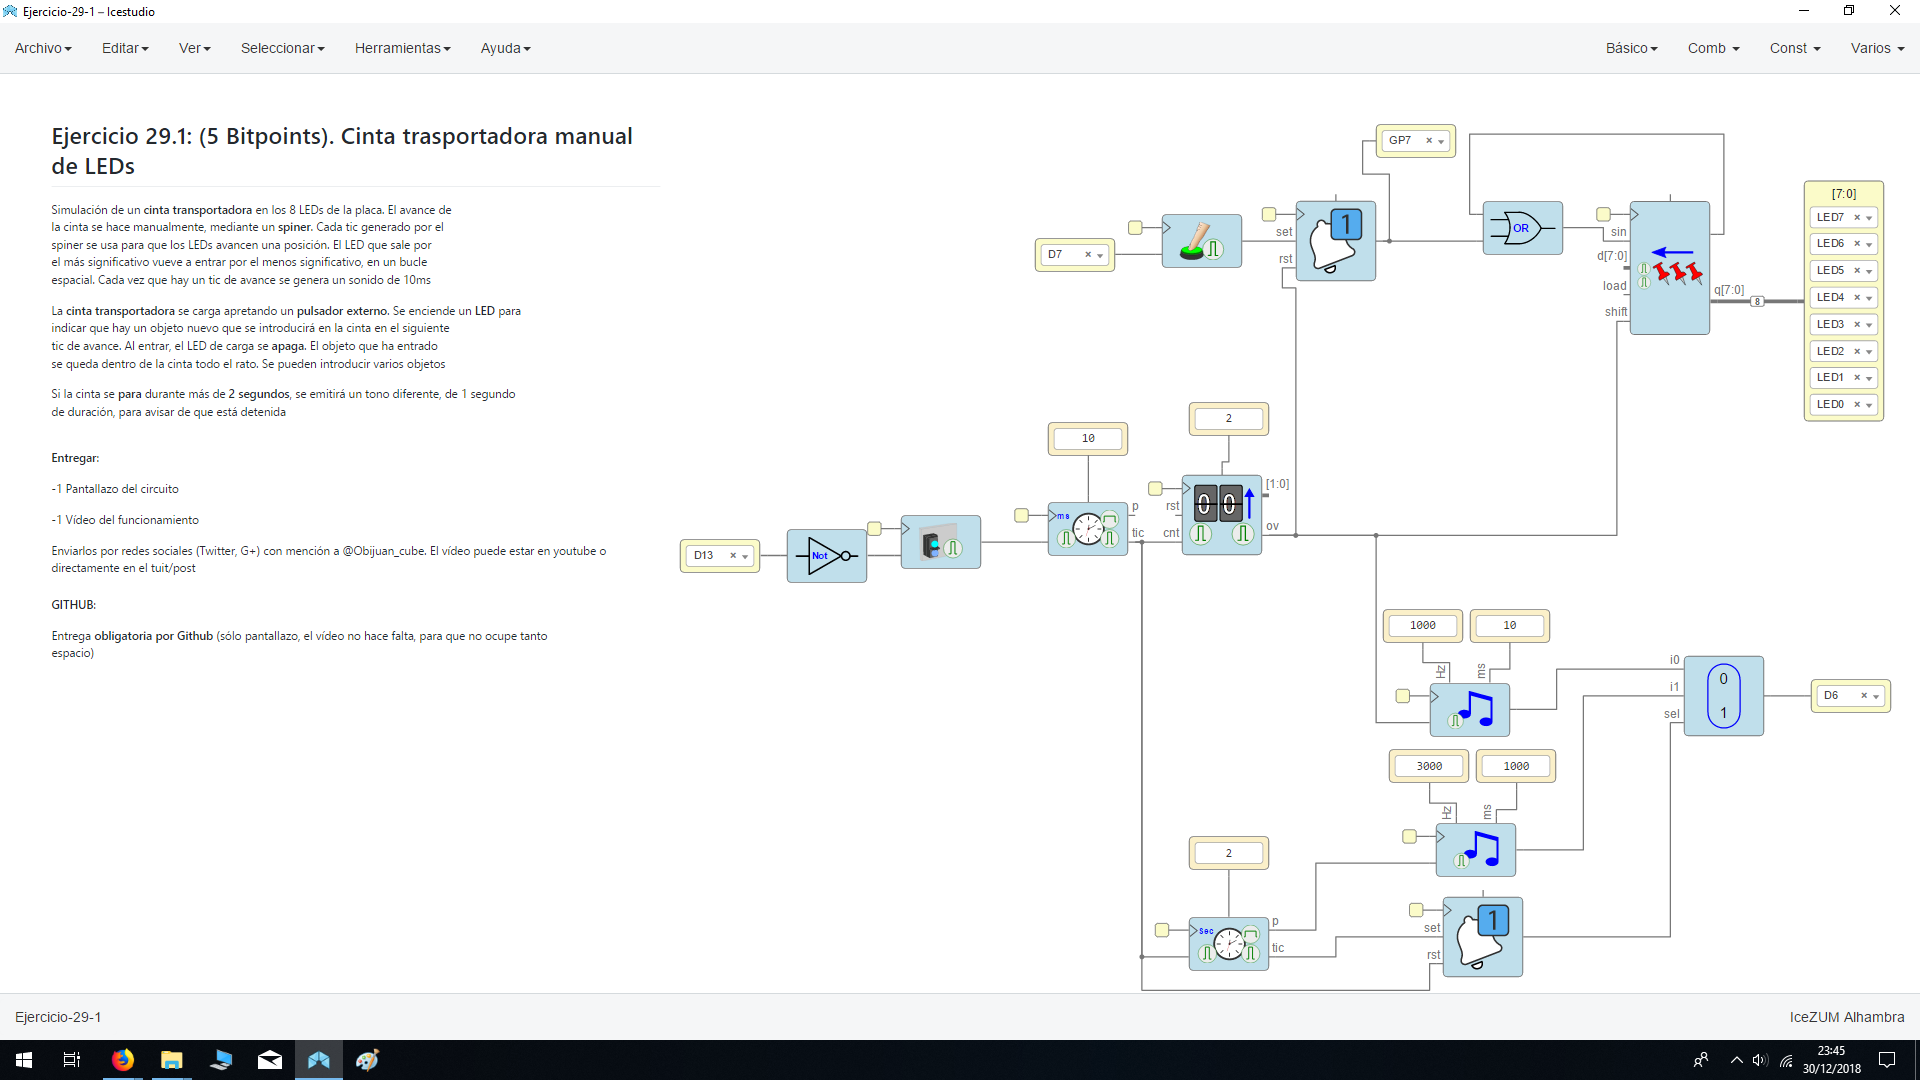 Ejercicio-29-1 – Icestudio
Archivo Editar Ver Seleccionar Herramientas Ayuda Básico Comb Const Varios
Ejercicio 29.1: (5 Bitpoints). Cinta trasportadora manual
de LEDs
Simulación de un cinta transportadora en los 8 LEDs de la placa. El avance de
la cinta se hace manualmente, mediante un spiner. Cada tic generado por el
spiner se usa para que los LEDs avancen una posición. El LED que sale por
el más significativo vueve a entrar por el menos significativo, en un bucle
espacial. Cada vez que hay un tic de avance se genera un sonido de 10ms
La cinta transportadora se carga apretando un pulsador externo. Se enciende un LED para
indicar que hay un objeto nuevo que se introducirá en la cinta en el siguiente
tic de avance. Al entrar, el LED de carga se apaga. El objeto que ha entrado
se queda dentro de la cinta todo el rato. Se pueden introducir varios objetos
Si la cinta se para durante más de 2 segundos, se emitirá un tono diferente, de 1 segundo
de duración, para avisar de que está detenida
Entregar:
-1 Pantallazo del circuito
-1 Vídeo del funcionamiento
Enviarlos por redes sociales (Twitter, G+) con mención a @Obijuan_cube. El vídeo puede estar en youtube o
directamente en el tuit/post
GITHUB:
Entrega obligatoria por Github (sólo pantallazo, el vídeo no hace falta, para que no ocupe tanto
espacio)
GP7
D7
set
rst
1
OR
sin
d[7:0]
load
shift
q[7:0]
8
[7:0]
LED7
LED6
LED5
LED4
LED3
LED2
LED1
LED0
D13
Not
10
ms
p
tic
2
rst
cnt
00
[1:0]
ov
1000
10
Hz
ms
3000
1000
Hz
ms
i0
i1
sel
0
1
D6
2
Sec
p
tic
set
rst
1
Ejercicio-29-1
IceZUM Alhambra
23:45
30/12/2018